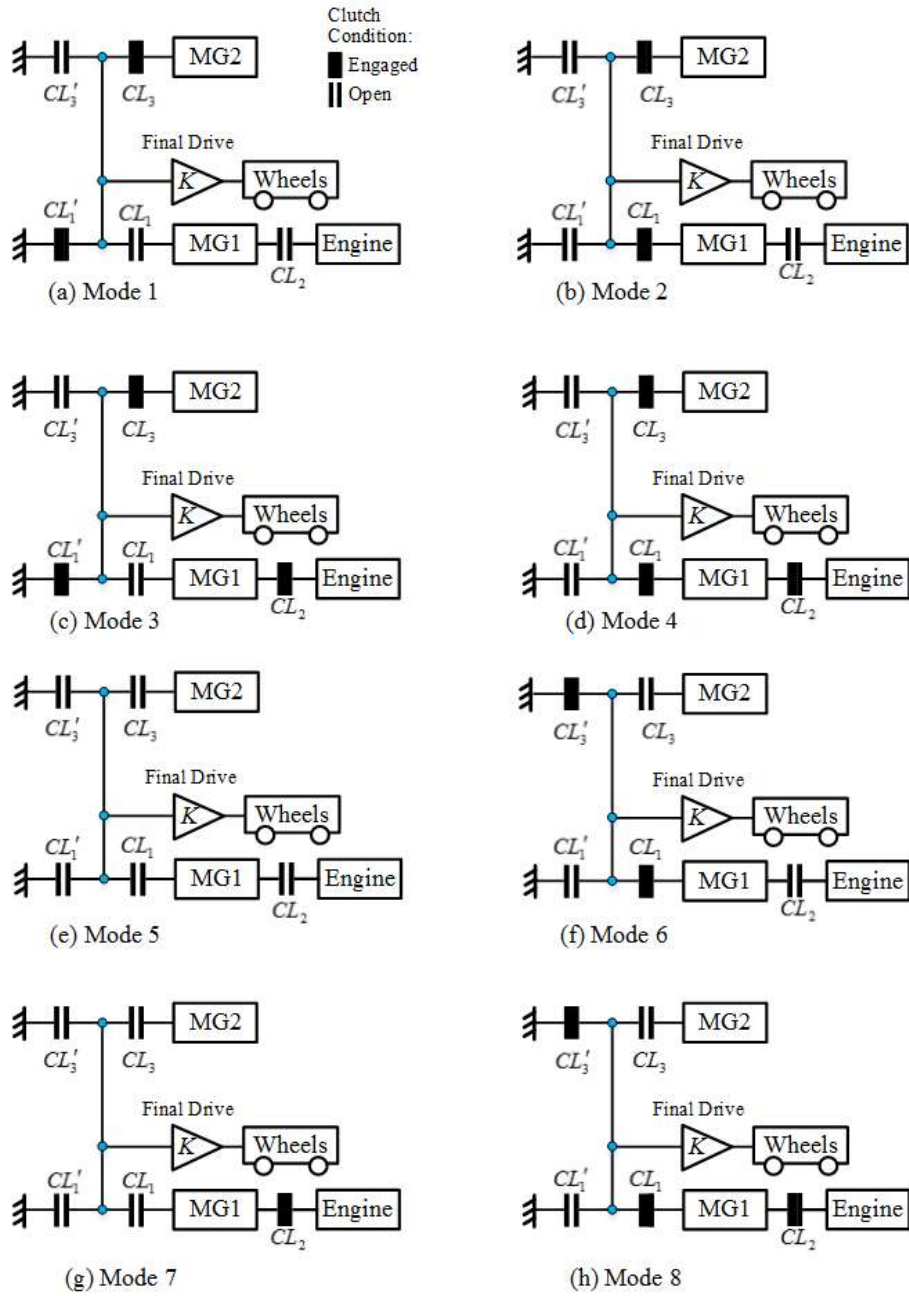 Clutch
Condition:
Engaged
Open
MG2
CL₃′ CL₃
Final Drive
K Wheels
CL₁′ CL₁
MG1 Engine
CL₂
(a) Mode 1
MG2
CL₃′ CL₃
Final Drive
K Wheels
CL₁′ CL₁
MG1 Engine
CL₂
(b) Mode 2
MG2
CL₃′ CL₃
Final Drive
K Wheels
CL₁′ CL₁
MG1 Engine
CL₂
(c) Mode 3
MG2
CL₃′ CL₃
Final Drive
K Wheels
CL₁′ CL₁
MG1 Engine
CL₂
(d) Mode 4
MG2
CL₃′ CL₃
Final Drive
K Wheels
CL₁′ CL₁
MG1 Engine
CL₂
(e) Mode 5
MG2
CL₃′ CL₃
Final Drive
K Wheels
CL₁′ CL₁
MG1 Engine
CL₂
(f) Mode 6
MG2
CL₃′ CL₃
Final Drive
K Wheels
CL₁′ CL₁
MG1 Engine
CL₂
(g) Mode 7
MG2
CL₃′ CL₃
Final Drive
K Wheels
CL₁′ CL₁
MG1 Engine
CL₂
(h) Mode 8